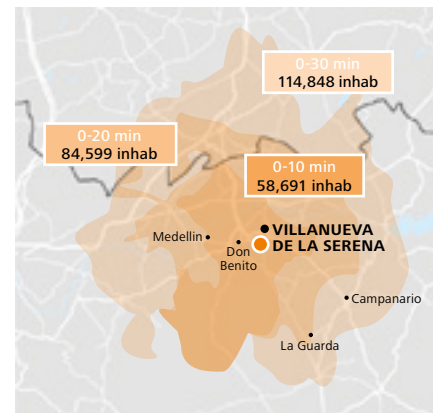 0-30 min
114,848 inhab
0-20 min
84,599 inhab
0-10 min
58,691 inhab
VILLANUEVA
DE LA SERENA
Medellin
Don
Benito
Campanario
La Guarda